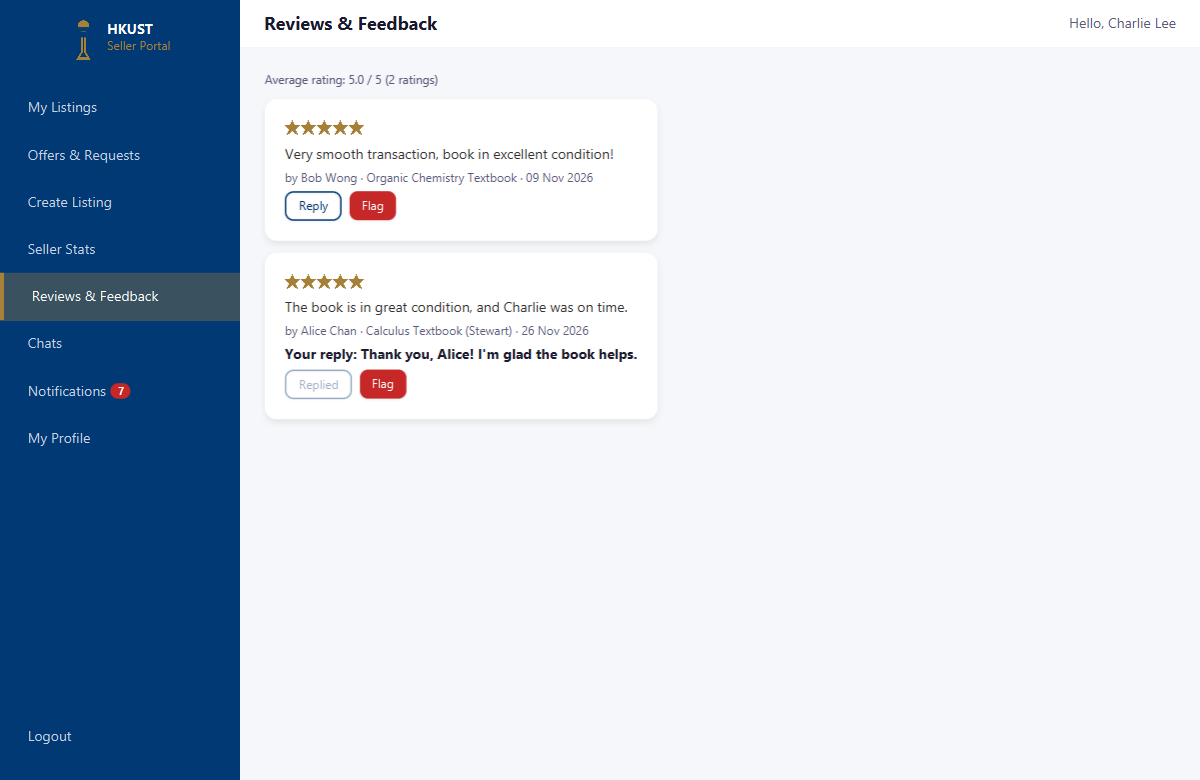 HKUST
Seller Portal
My Listings
Offers & Requests
Create Listing
Seller Stats
Reviews & Feedback
Chats
Notifications 7
My Profile
Logout
Reviews & Feedback
Hello, Charlie Lee
Average rating: 5.0 / 5 (2 ratings)
★★★★★
Very smooth transaction, book in excellent condition!
by Bob Wong · Organic Chemistry Textbook · 09 Nov 2026
Reply Flag
★★★★★
The book is in great condition, and Charlie was on time.
by Alice Chan · Calculus Textbook (Stewart) · 26 Nov 2026
Your reply: Thank you, Alice! I'm glad the book helps.
Replied Flag